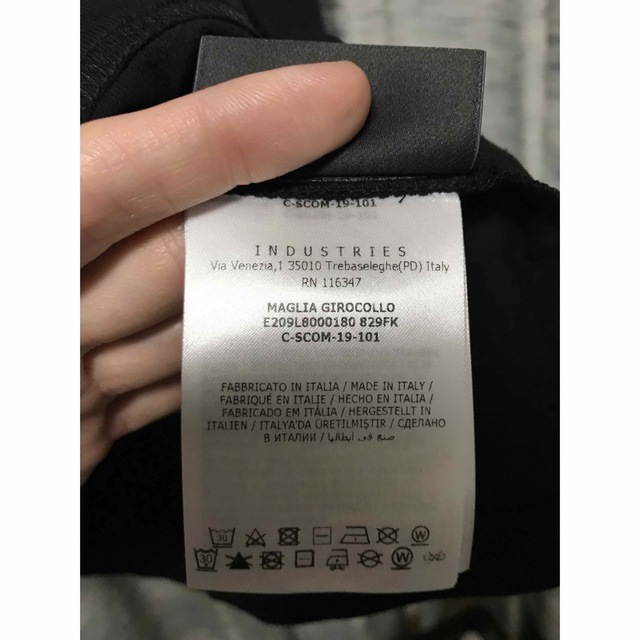 C-SCOM-19-101
INDUSTRIES
Via Venezia,1 35010 Trebaseleghe(PD) Italy
RN 116347
MAGLIA GIROCOLLO
E209L8000180 829FK
C-SCOM-19-101
FABBRICATO IN ITALIA / MADE IN ITALY /
FABRIQUÉ EN ITALIE / HECHO EN ITALIA /
FABRICADO EM ITÁLIA / HERGESTELLT IN
ITALIEN / ITALYA'DA ÜRETILMIŞTIR / СДЕЛАНО
В ИТАЛИИ / صنع في ايطاليا
30 W
30 W